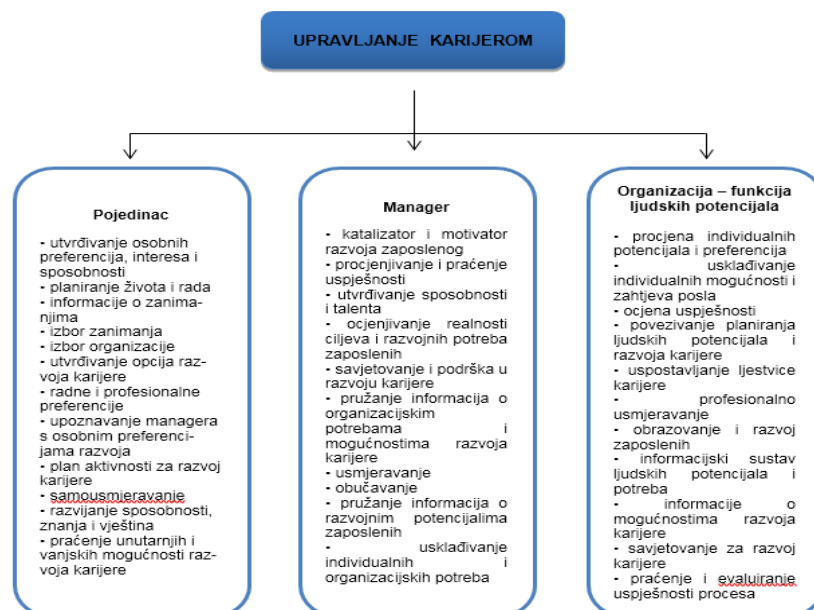 UPRAVLJANJE KARIJEROM
Pojedinac
- utvrđivanje osobnih
preferencija, interesa i
sposobnosti
- planiranje života i rada
- informacije o zanima-
njima
- izbor zanimanja
- izbor organizacije
- utvrđivanje opcija raz-
voja karijere
- radne i profesionalne
preferencije
- upoznavanje managera
s osobnim preferenci-
jama razvoja
- plan aktivnosti za razvoj
karijere
- samousmjeravanje
- razvijanje sposobnosti,
znanja i vještina
- praćenje unutarnjih i
vanjskih mogućnosti raz-
voja karijere
Manager
- katalizator i motivator
razvoja zaposlenog
- procjenjivanje i praćenje
uspješnosti
- utvrđivanje sposobnosti
i talenta
- ocjenjivanje realnosti
ciljeva i razvojnih potreba
zaposlenih
- savjetovanje i podrška u
razvoju karijere
- pružanje informacija o
organizacijskim
potrebama i
mogućnostima razvoja
karijere
- usmjeravanje
- obučavanje
- pružanje informacija o
razvojnim potencijalima
zaposlenih
- usklađivanje
individualnih i
organizacijskih potreba
Organizacija – funkcija
ljudskih potencijala
- procjena individualnih
potencijala i preferencija
- usklađivanje
individualnih mogućnosti i
zahtjeva posla
- ocjena uspješnosti
- povezivanje planiranja
ljudskih potencijala i
razvoja karijere
- uspostavljanje ljestvice
karijere
- profesionalno
usmjeravanje
- obrazovanje i razvoj
zaposlenih
- informacijski sustav
ljudskih potencijala i
potreba
- informacije o
mogućnostima razvoja
karijere
- savjetovanje za razvoj
karijere
- praćenje i evaluiranje
uspješnosti procesa